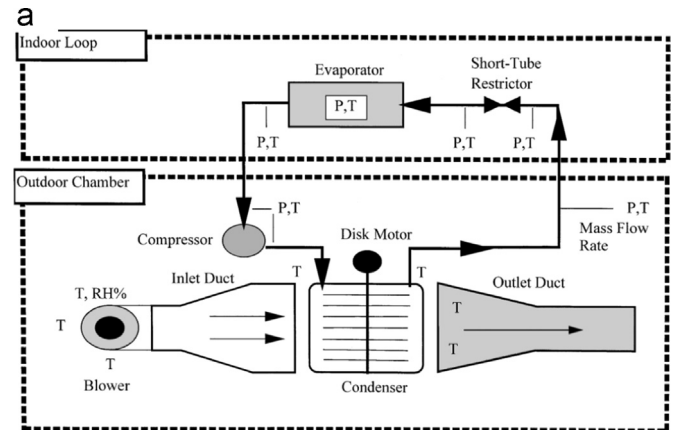 a
Indoor Loop
Evaporator
Short-Tube
Restrictor
P,T
P,T
P,T
P,T
Outdoor Chamber
P,T
P,T
Mass Flow
Rate
Compressor
Disk Motor
Inlet Duct
T
T
Outlet Duct
T, RH%
T
T
T
T
Blower
Condenser